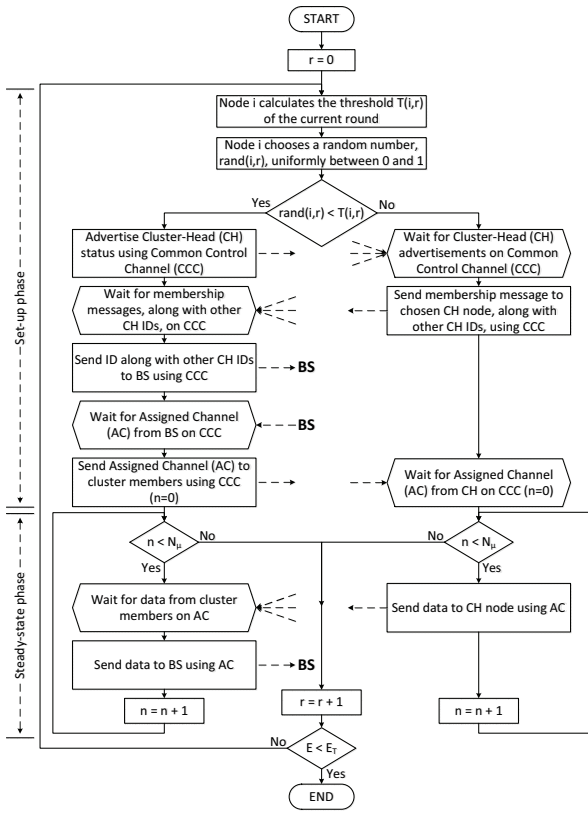 START
r = 0
Node i calculates the threshold T(i,r)
of the current round
Node i chooses a random number,
rand(i,r), uniformly between 0 and 1
Yes
rand(i,r) < T(i,r)
No
Set-up phase
Advertise Cluster-Head (CH)
status using Common Control
Channel (CCC)
Wait for Cluster-Head (CH)
advertisements on Common
Control Channel (CCC)
Wait for membership
messages, along with other
CH IDs, on CCC
Send membership message to
chosen CH node, along with
other CH IDs, using CCC
Send ID along with other CH IDs
to BS using CCC
BS
Wait for Assigned Channel
(AC) from BS on CCC
BS
Send Assigned Channel (AC) to
cluster members using CCC
(n=0)
Wait for Assigned Channel
(AC) from CH on CCC (n=0)
Steady-state phase
n < Nμ
No
Yes
No
n < Nμ
Yes
Wait for data from cluster
members on AC
Send data to CH node using AC
Send data to BS using AC
BS
n = n + 1
r = r + 1
n = n + 1
No
E < ET
Yes
END